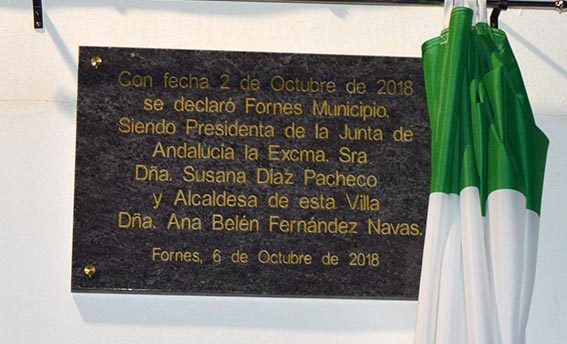 Con fecha 2 de Octubre de 2018
se declaró Fornes Municipio.
Siendo Presidenta de la Junta de
Andalucia la Excma. Sra
Dña. Susana Diaz Pacheco
y Alcaldesa de esta Villa
Dña. Ana Belén Fernández Navas.
Fornes, 6 de Octubre de 2018